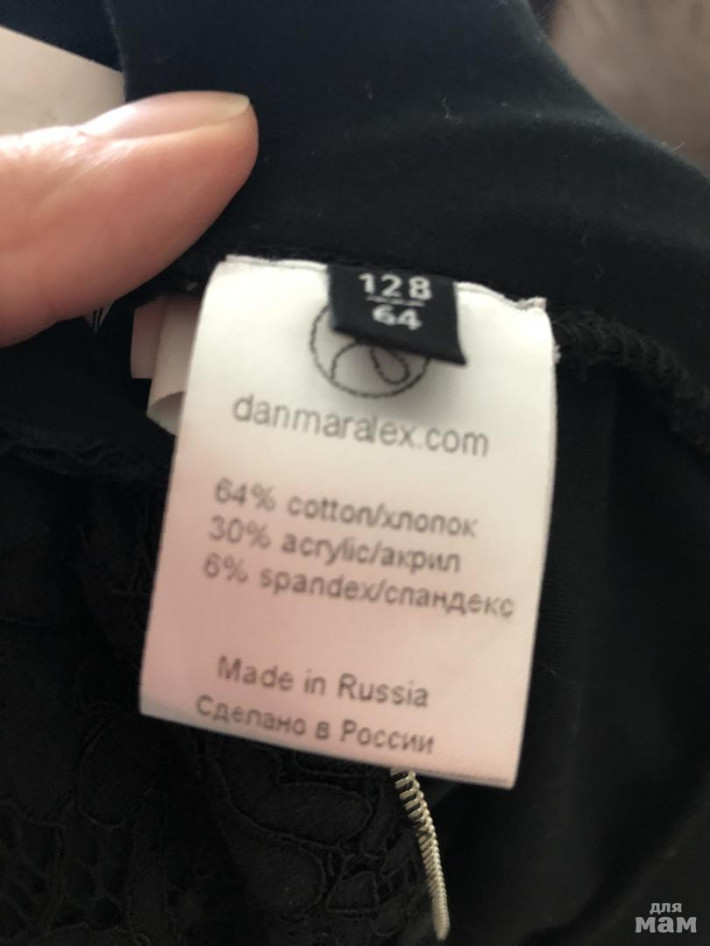 128
64
danmaralex.com
64% cotton/хлопок
30% acrylic/акрил
6% spandex/спандекс
Made in Russia
Сделано в России
для
мам